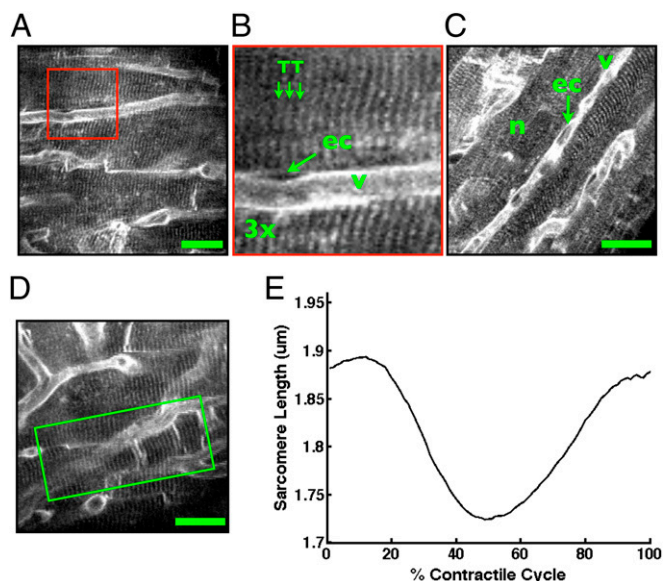 A
B
C
TT
ec
v
3x
v
ec
n
D
E
1.95
1.9
1.85
1.8
1.75
1.7
Sarcomere Length (um)
0 20 40 60 80 100
% Contractile Cycle